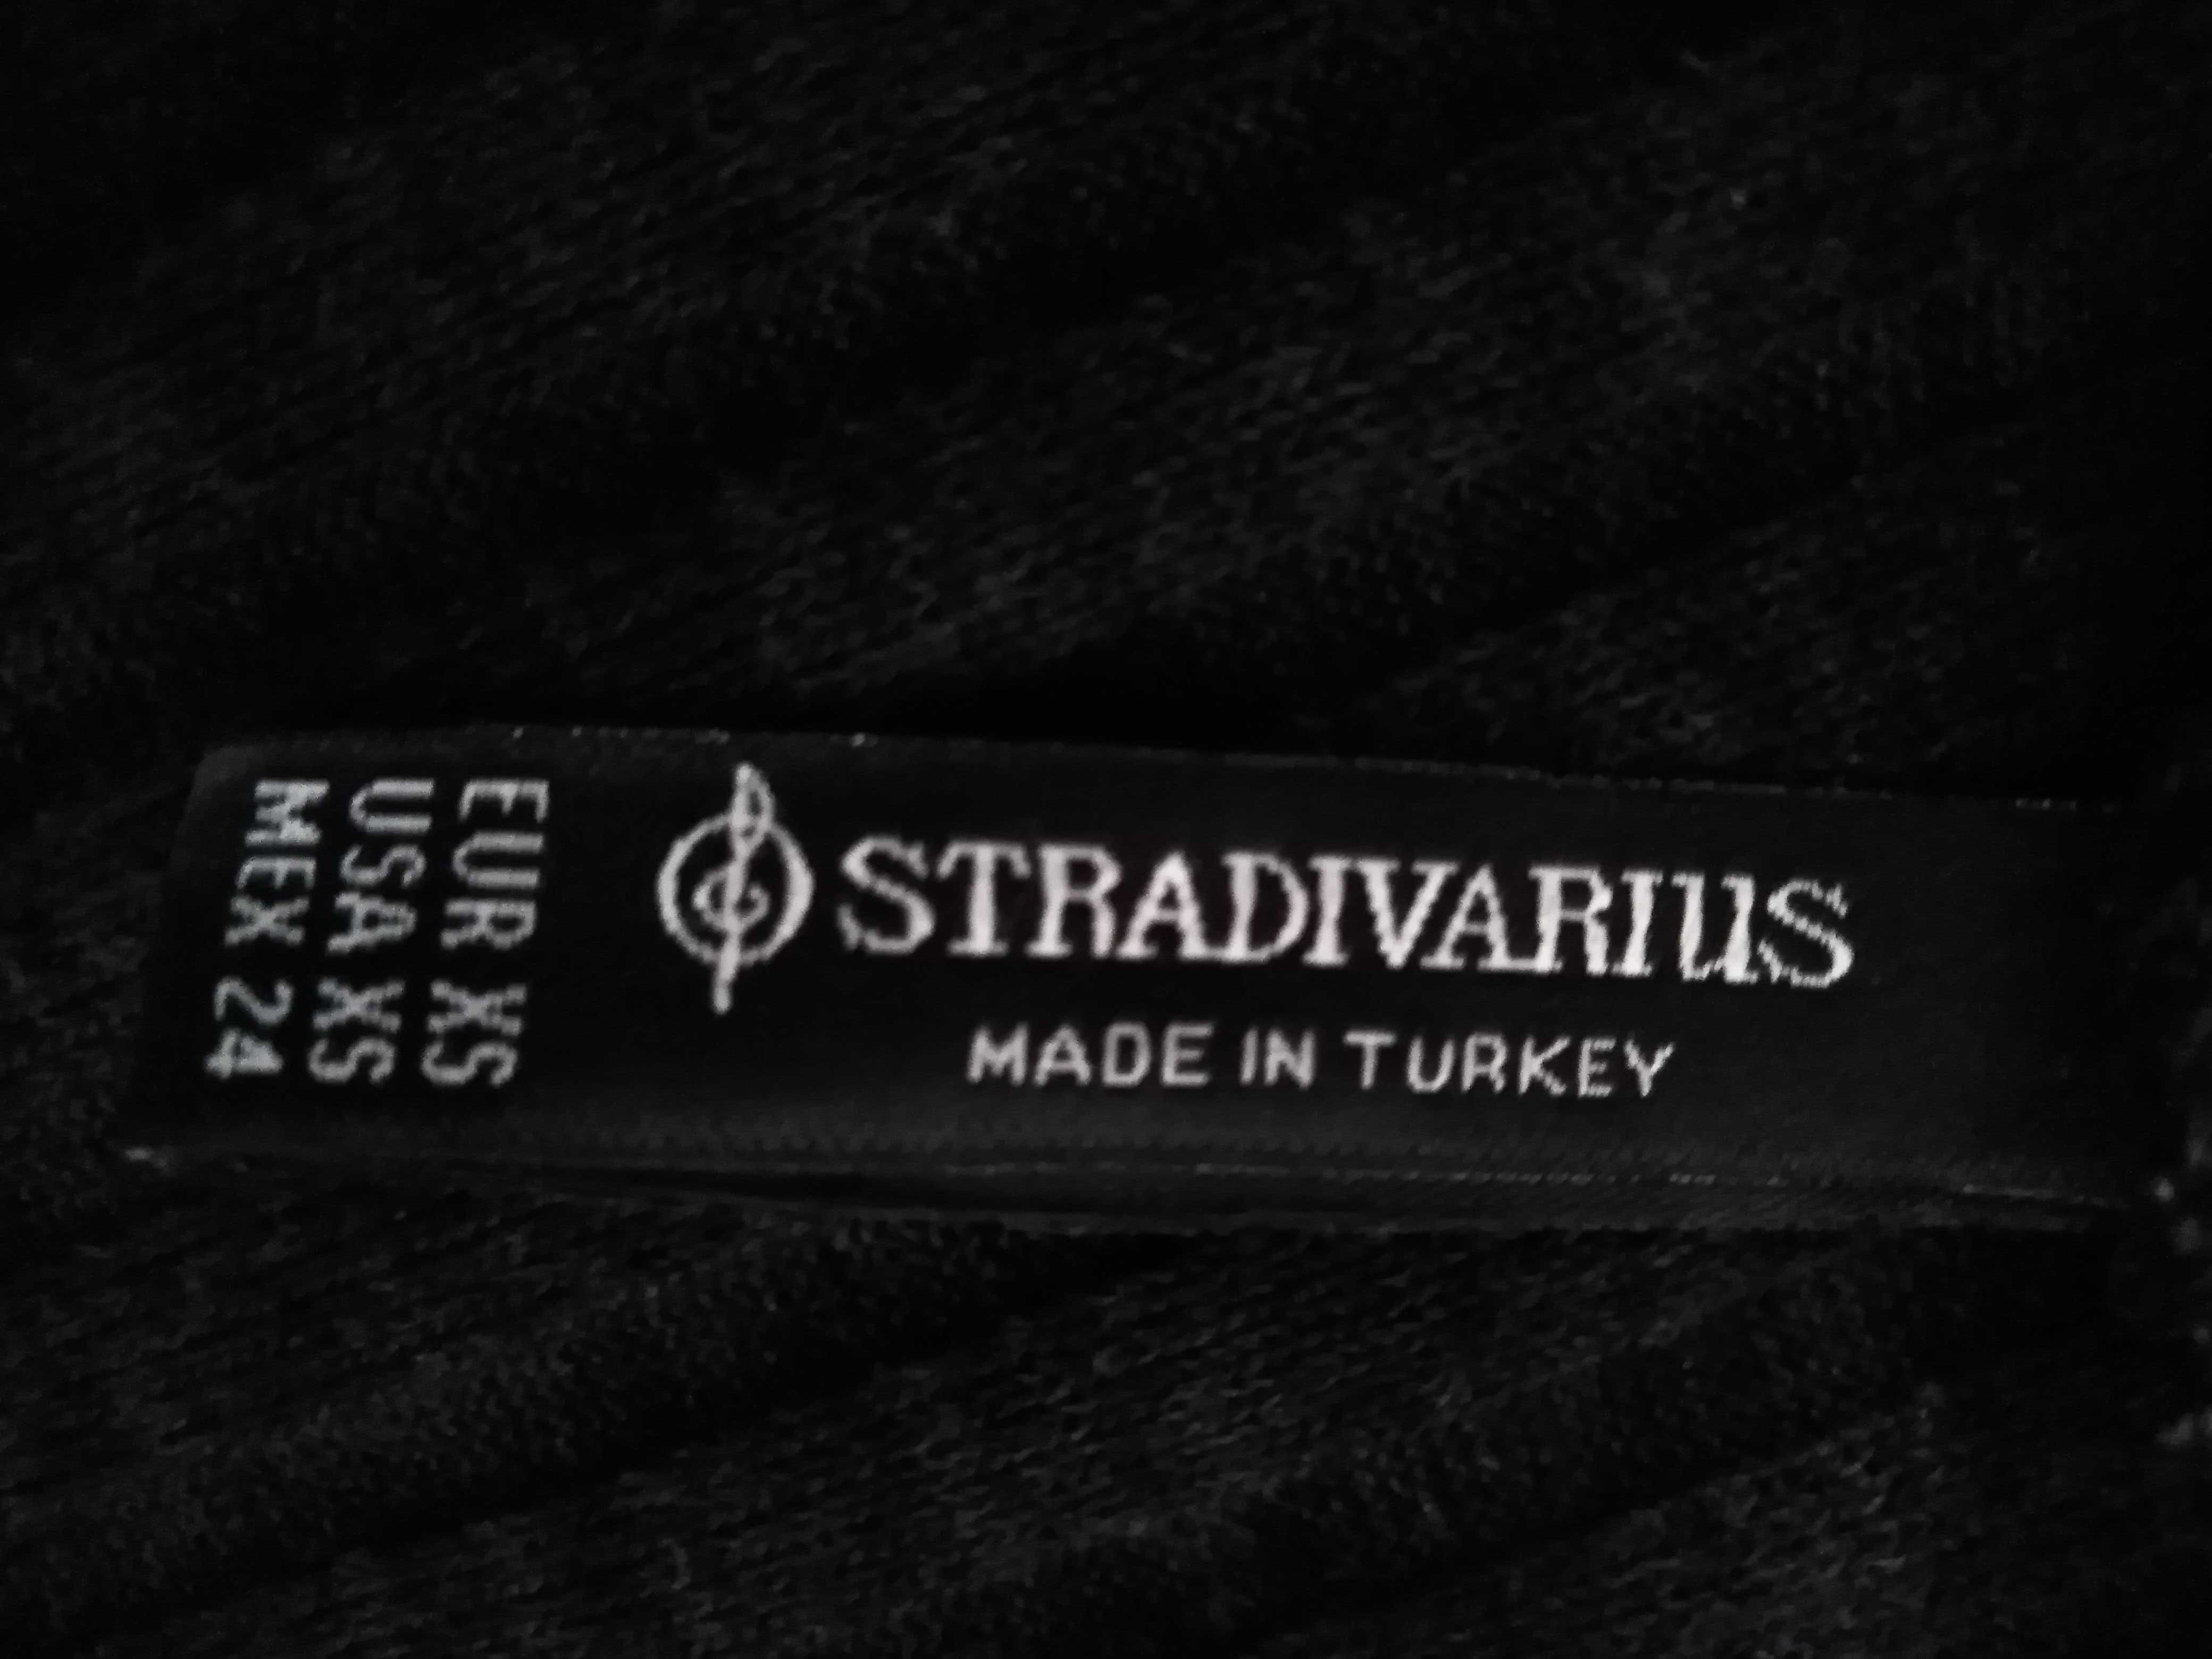 STRADIVARIUS
MADE IN TURKEY
EUR XS
USA XS
MEX 24